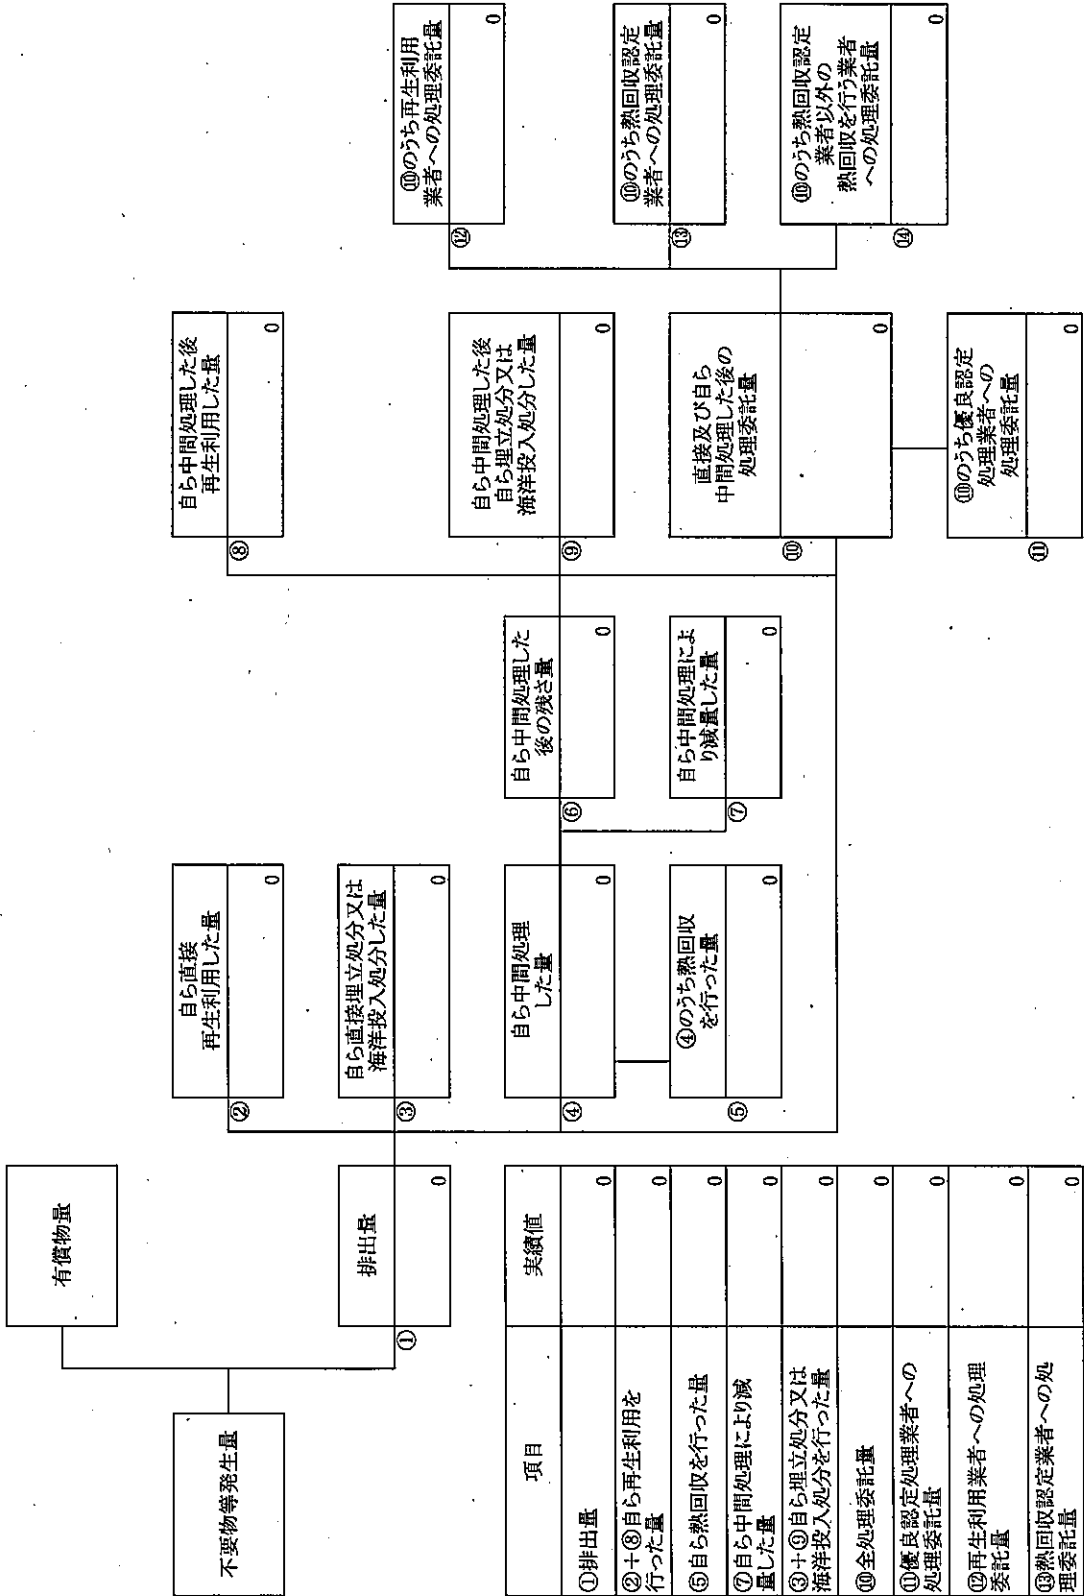 不要物等発生量
有償物量
①
排出量
0
②
自ら直接
再生利用した量
0
③
自ら直接埋立処分又は
海洋投入処分した量
0
④
自ら中間処理
した量
0
⑤
④のうち熱回収
を行った量
0
⑥
自ら中間処理した
後の残さ量
0
⑦
自ら中間処理によ
り減量した量
0
⑧
自ら中間処理した後
再生利用した量
0
⑨
自ら中間処理した後
自ら埋立処分又は
海洋投入処分した量
0
⑩
直接及び自ら
中間処理した後の
処理委託量
0
⑪
⑩のうち優良認定
処理業者への
処理委託量
0
⑫
⑩のうち再生利用
業者への処理委託量
0
⑬
⑩のうち熱回収認定
業者への処理委託量
0
⑭
⑩のうち熱回収認定
業者以外の
熱回収を行う業者
への処理委託量
0
項目 実績値
①排出量 0
②+⑧自ら再生利用を
行った量 0
⑤自ら熱回収を行った量 0
⑦自ら中間処理により減
量した量 0
③+⑨自ら埋立処分又は
海洋投入処分を行った量 0
⑩全処理委託量 0
⑪優良認定処理業者への
処理委託量 0
⑫再生利用業者への処理
委託量 0
⑬熱回収認定業者への処
理委託量 0